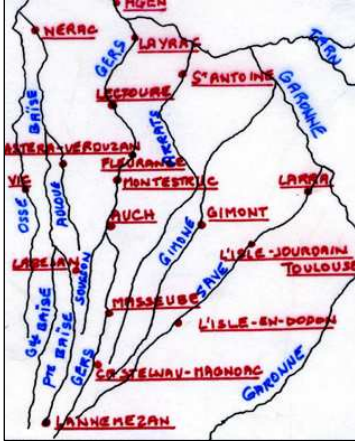 AGEN
NERAC
LAYRAC
TARN
GERS
ST ANTOINE
GARONNE
BAÏSE
LECTOURE
ARRATS
ASTERA-VERDUZAN
FLEURANCE
VIC
MONTESTRUC
LARRA
OSSE
AULOUE
AUCH
GIMONT
GIMONE
L'ISLE-JOURDAIN
LABEJAN
SOUSSON
SAVE
TOULOUSE
GDE BAÏSE
PTE BAÏSE
MASSEUBE
L'ISLE-EN-DODON
GERS
CASTELNAU-MAGNOAC
GARONNE
LANNEMEZAN